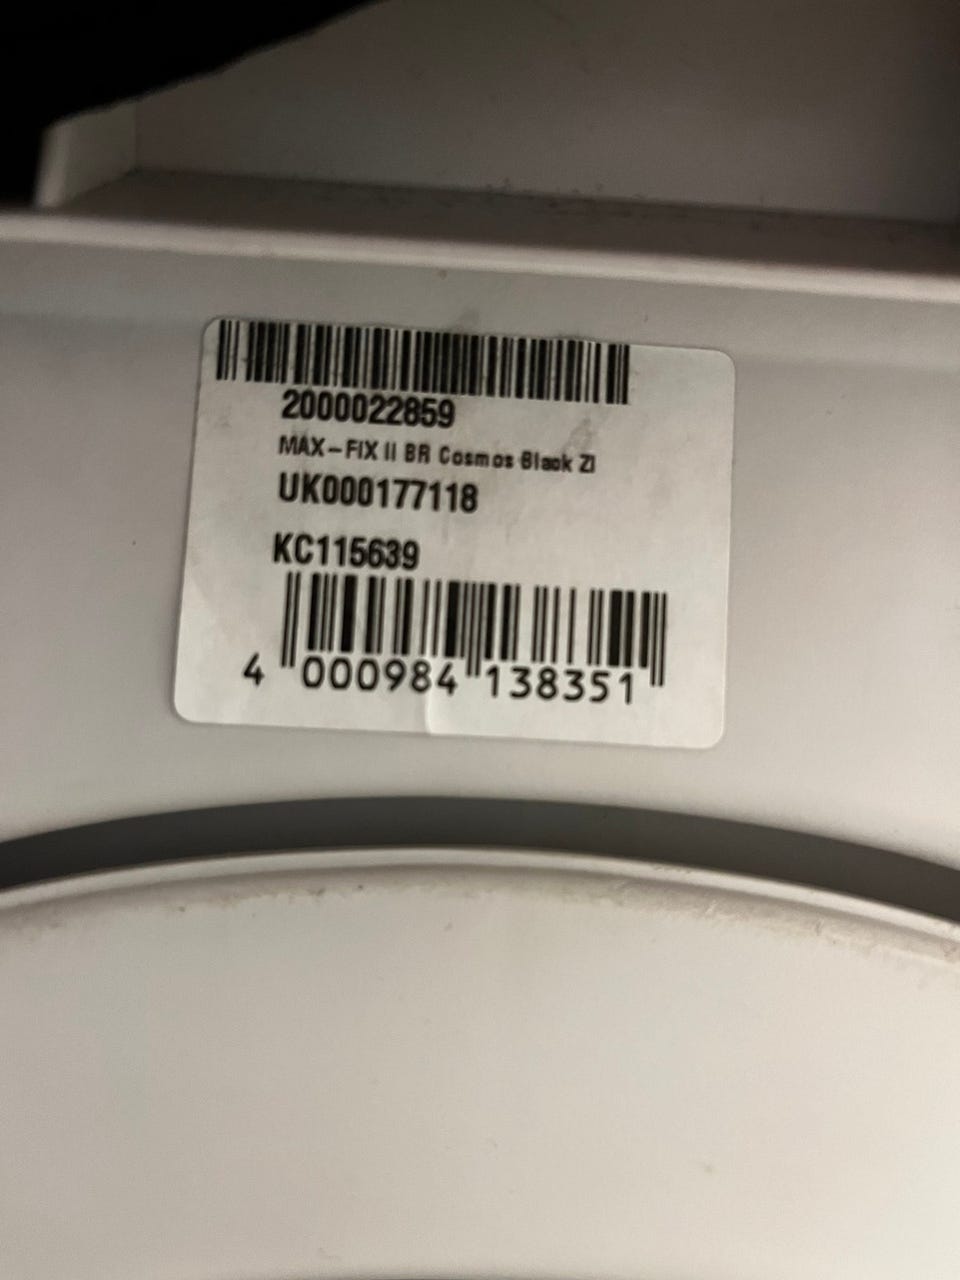 2000022859
MAX-FIX II BR Cosmos Black ZI
UK000177118
KC115639
4 000984 138351